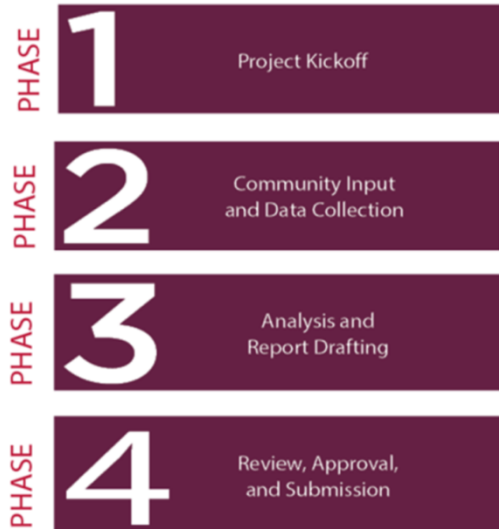 PHASE 1
Project Kickoff
PHASE 2
Community Input
and Data Collection
PHASE 3
Analysis and
Report Drafting
PHASE 4
Review, Approval,
and Submission